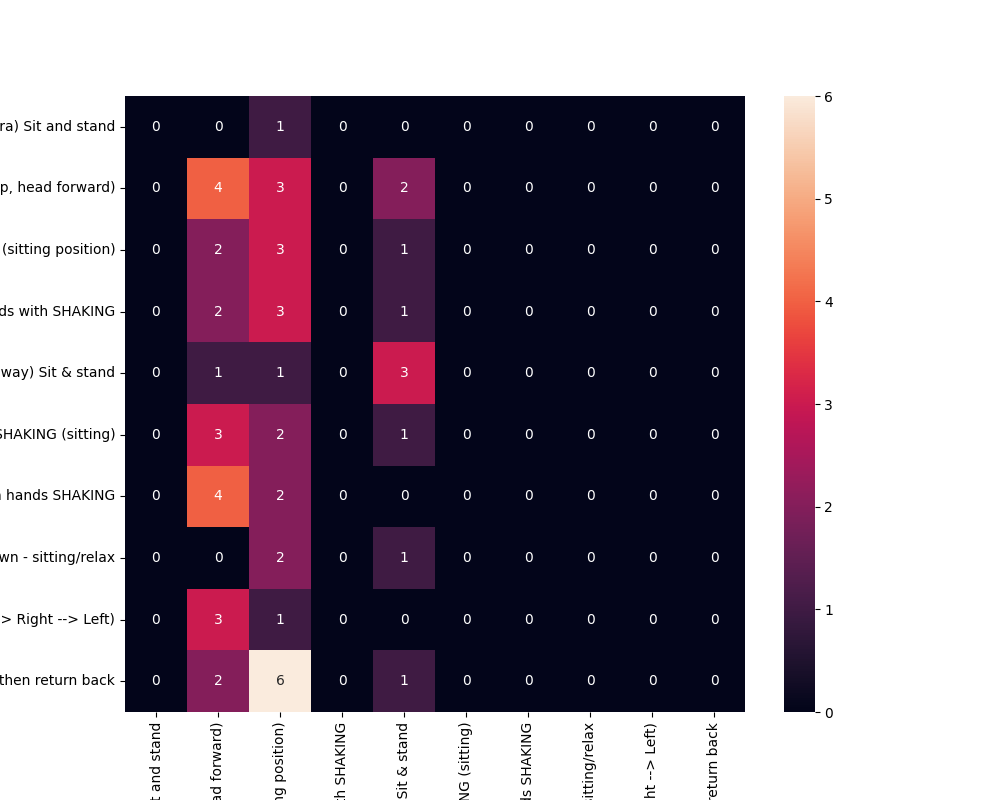 ra) Sit and stand 0 0 1 0 0 0 0 0 0 0
p, head forward) 0 4 3 0 2 0 0 0 0 0
(sitting position) 0 2 3 0 1 0 0 0 0 0
ds with SHAKING 0 2 3 0 1 0 0 0 0 0
way) Sit & stand 0 1 1 0 3 0 0 0 0 0
SHAKING (sitting) 0 3 2 0 1 0 0 0 0 0
hands SHAKING 0 4 2 0 0 0 0 0 0 0
wn - sitting/relax 0 0 2 0 1 0 0 0 0 0
> Right --> Left) 0 3 1 0 0 0 0 0 0 0
then return back 0 2 6 0 1 0 0 0 0 0
t and stand
ad forward)
ng position)
th SHAKING
Sit & stand
NG (sitting)
ds SHAKING
sitting/relax
ht --> Left)
return back
6
5
4
3
2
1
0